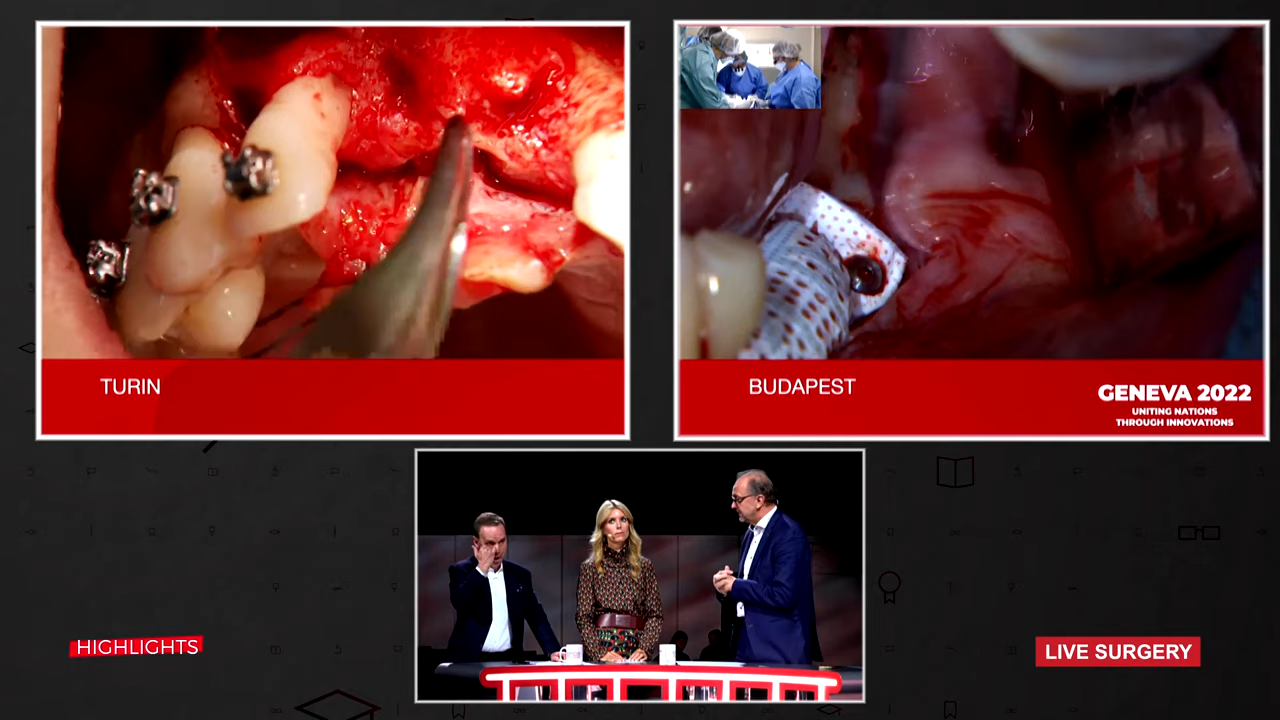 TURIN
BUDAPEST
GENEVA 2022
UNITING NATIONS
THROUGH INNOVATIONS
HIGHLIGHTS
LIVE SURGERY